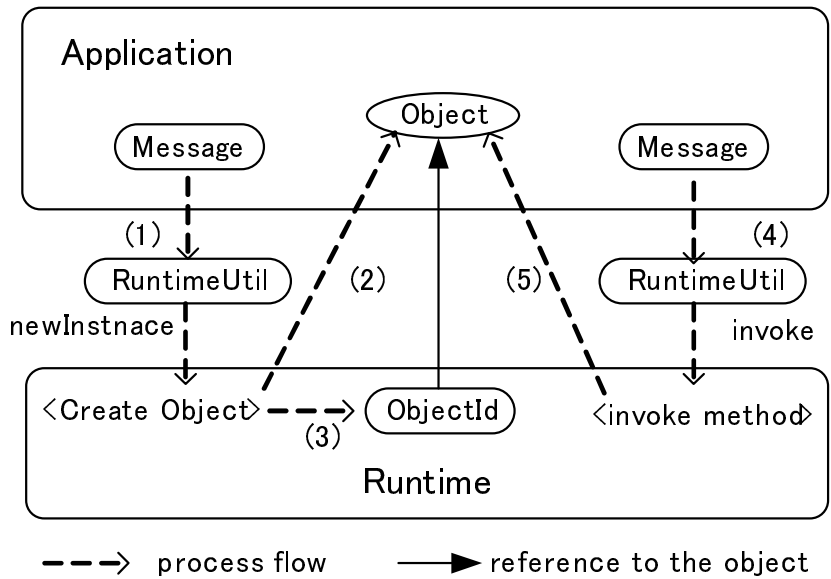 Application
Object
Message
Message
(1)
(4)
RuntimeUtil
(2)
(5)
RuntimeUtil
newInstnace
invoke
<Create Object>
(3)
ObjectId
<invoke method>
Runtime
process flow
reference to the object